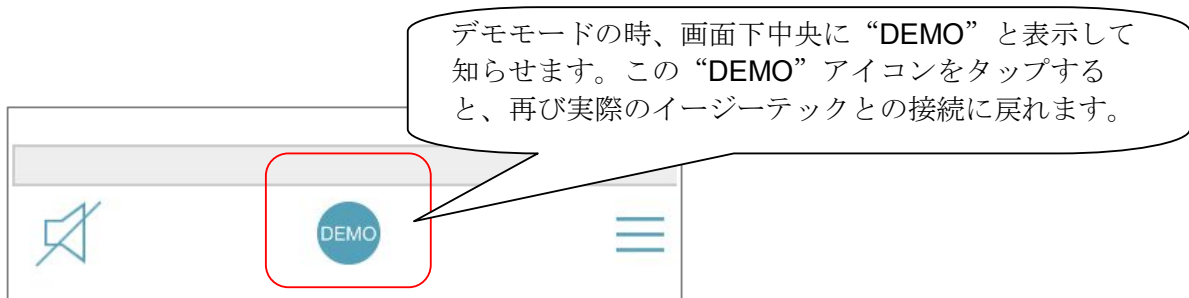 デモモードの時、画面下中央に“DEMO”と表示して
知らせます。この“DEMO”アイコンをタップする
と、再び実際のイージーテックとの接続に戻れます。
DEMO